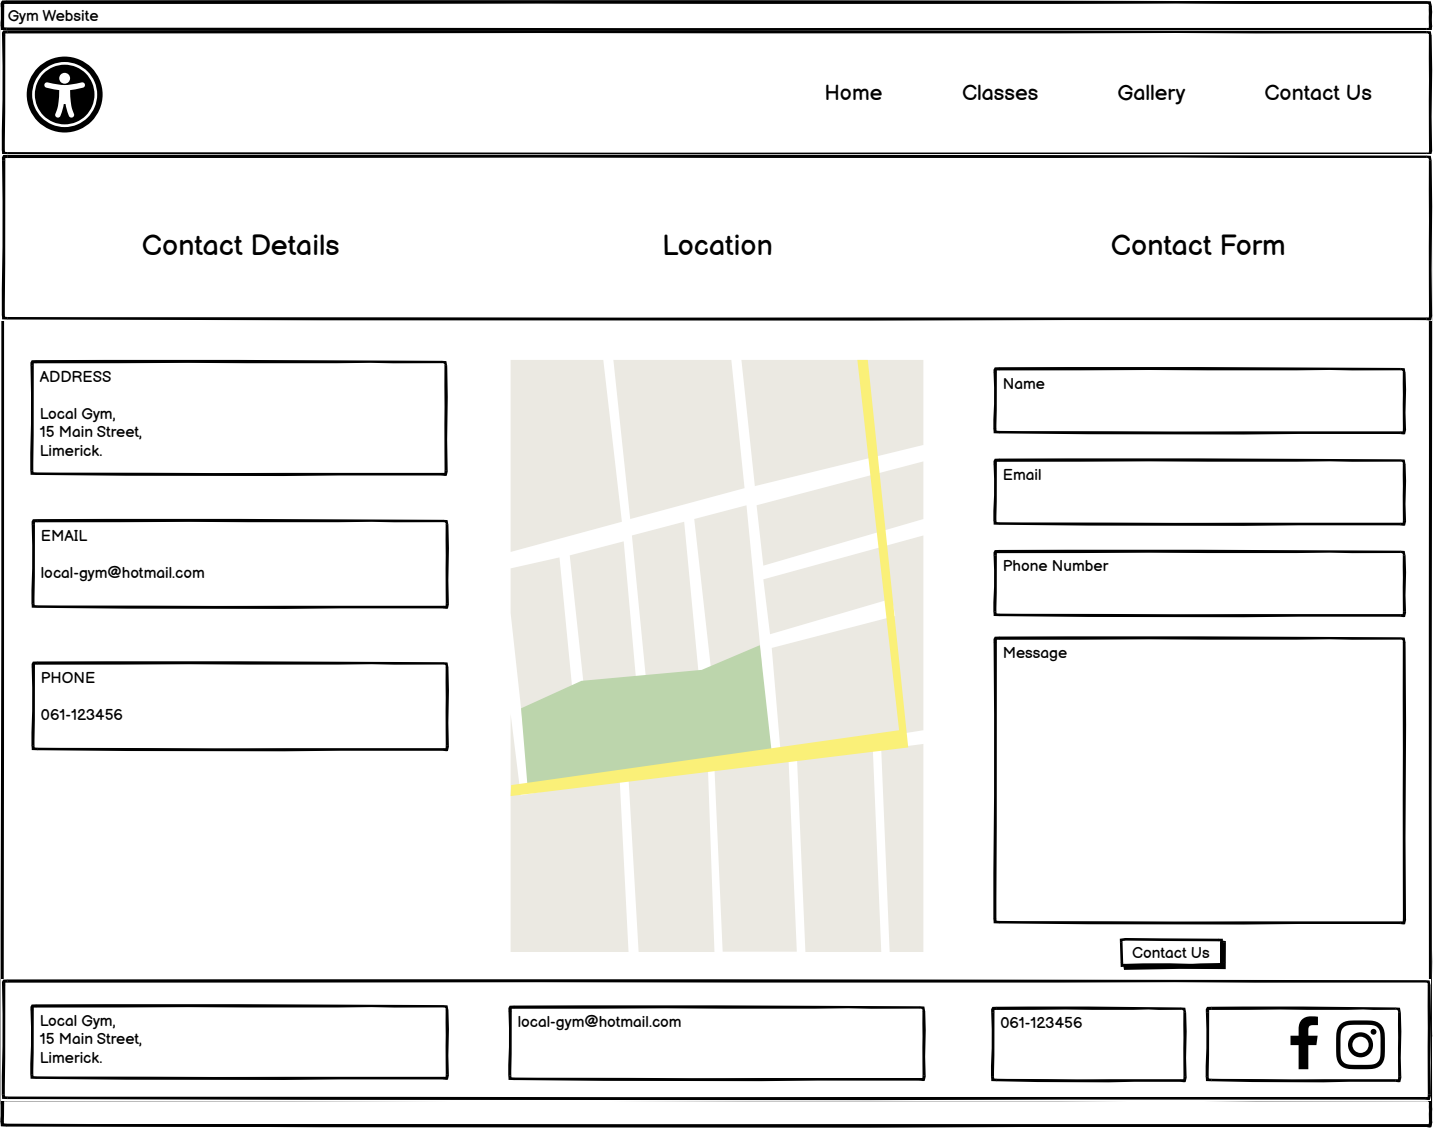 Gym Website
Home
Classes
Gallery
Contact Us
Contact Details
Location
Contact Form
ADDRESS
Local Gym,
15 Main Street,
Limerick.
EMAIL
local-gym@hotmail.com
PHONE
061-123456
Name
Email
Phone Number
Message
Contact Us
Local Gym,
15 Main Street,
Limerick.
local-gym@hotmail.com
061-123456